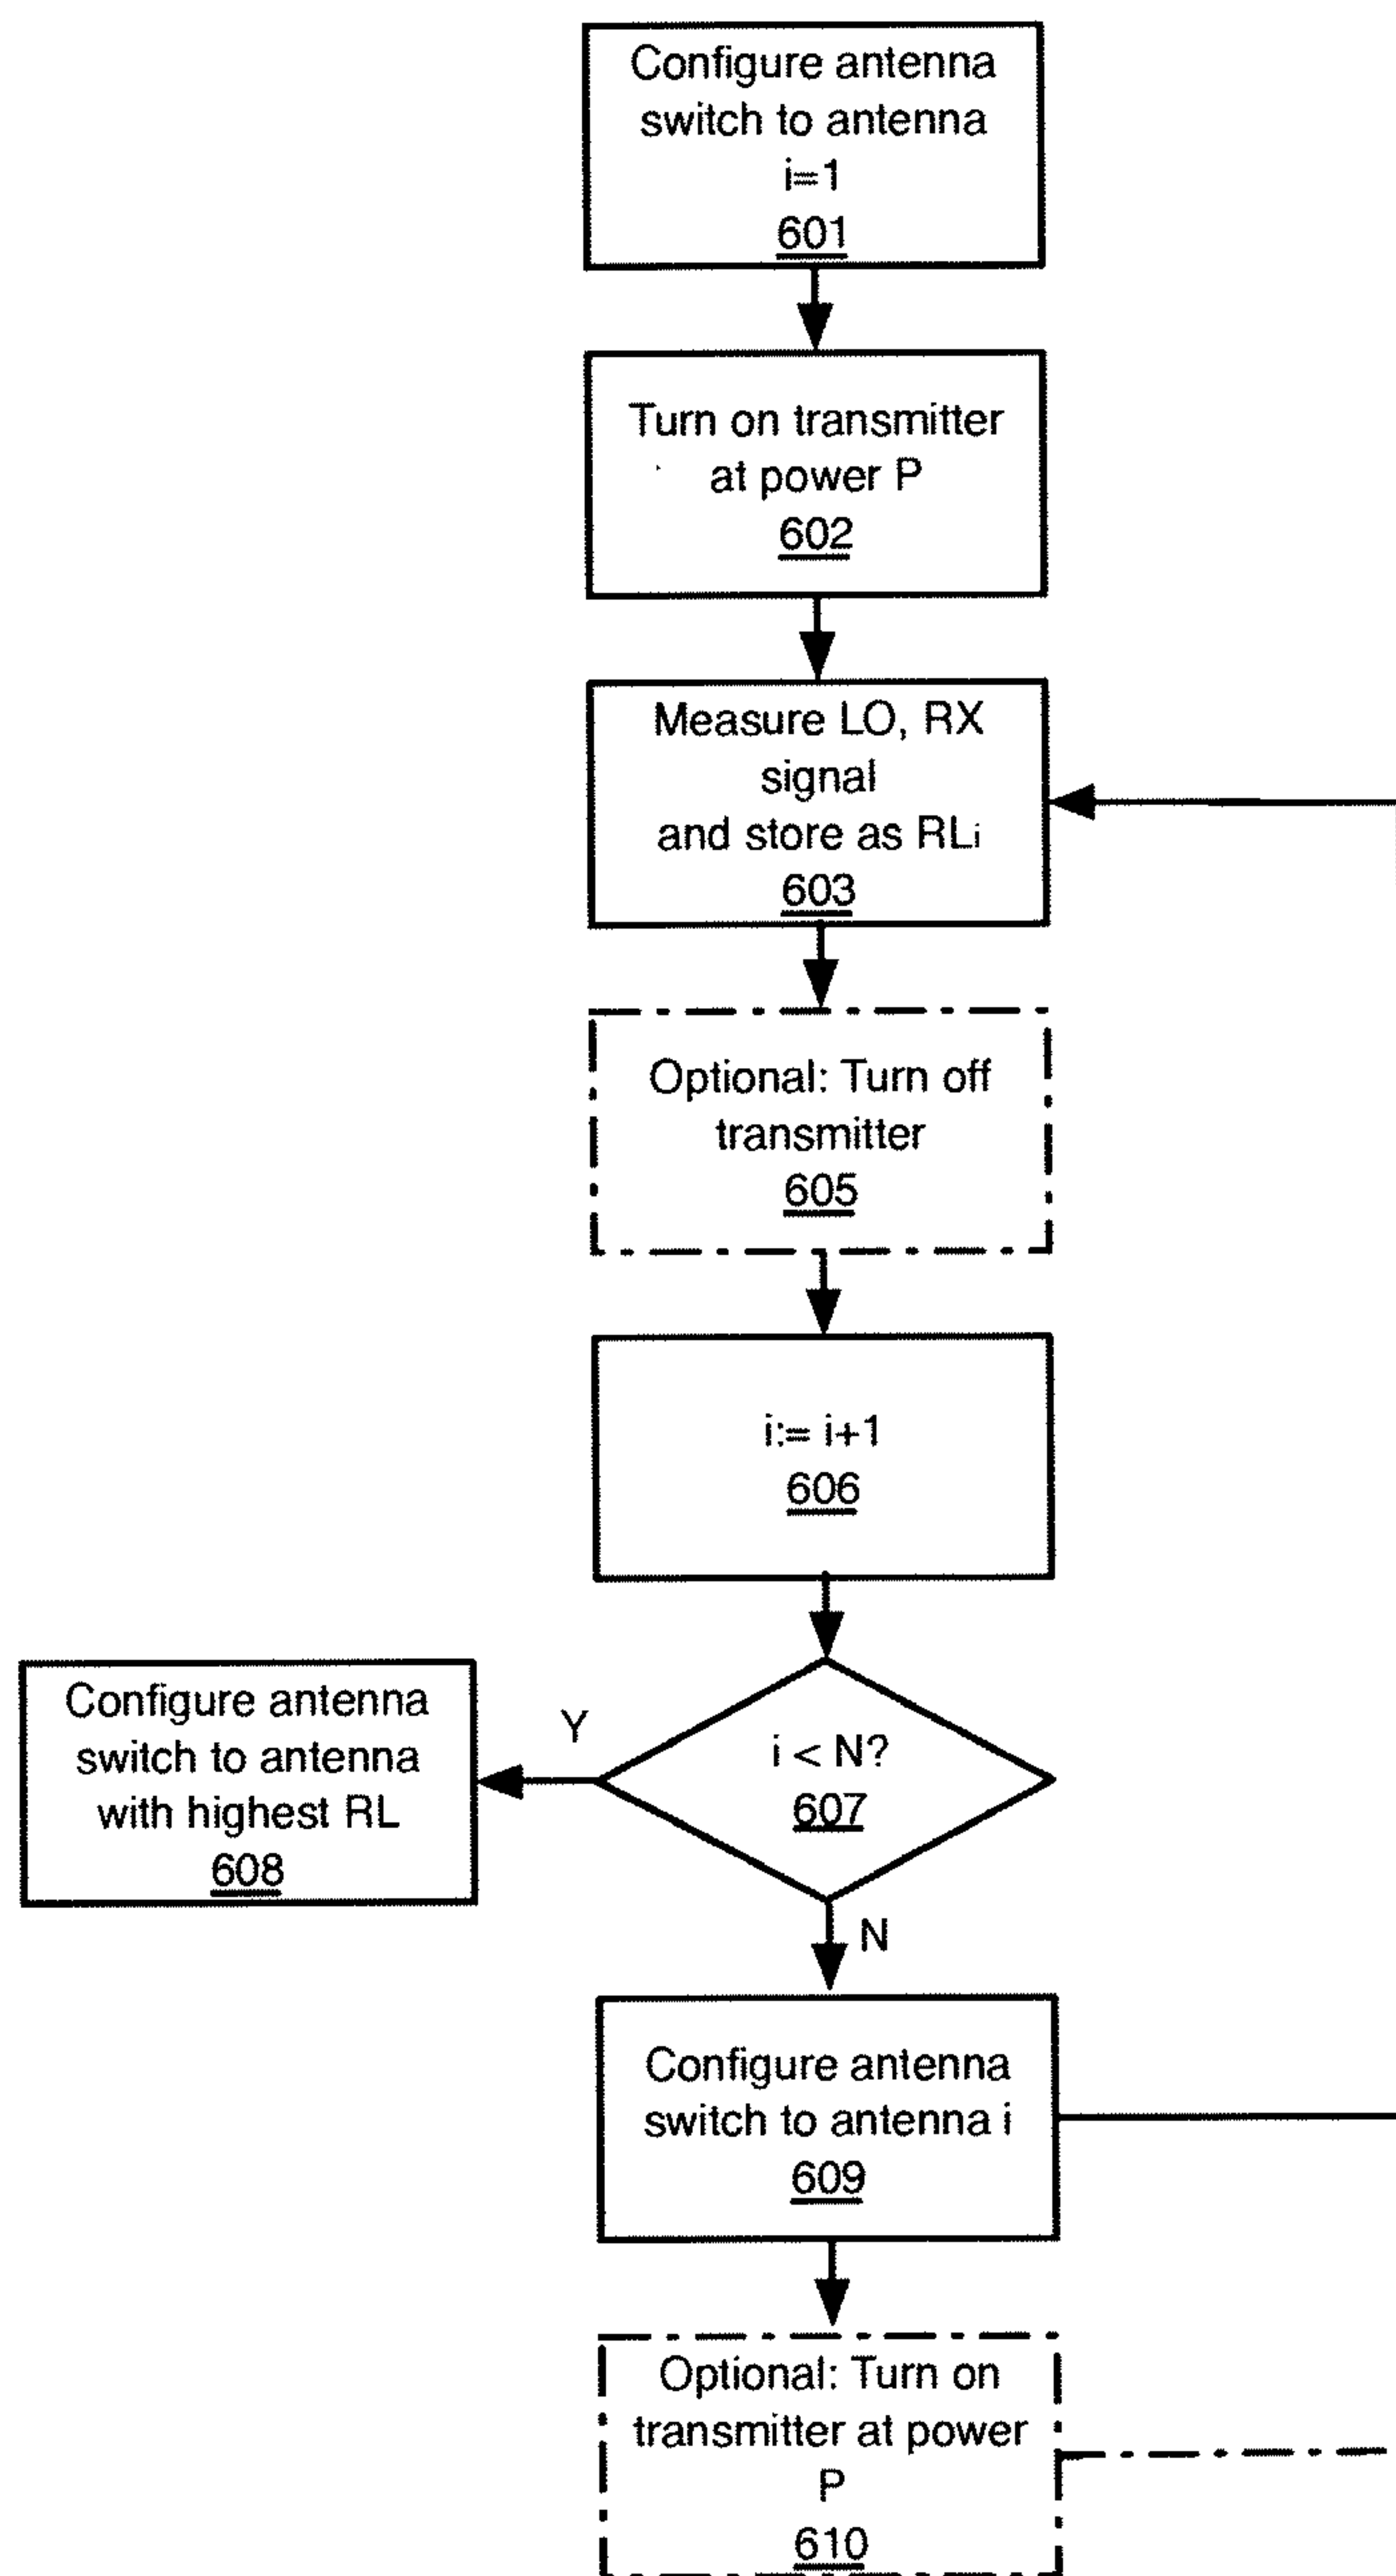 Configure antenna
switch to antenna
i=1
601
Turn on transmitter
at power P
602
Measure LO, RX
signal
and store as RLi
603
Optional: Turn off
transmitter
605
i:= i+1
606
i < N?
607
Y
N
Configure antenna
switch to antenna
with highest RL
608
Configure antenna
switch to antenna i
609
Optional: Turn on
transmitter at power
P
610